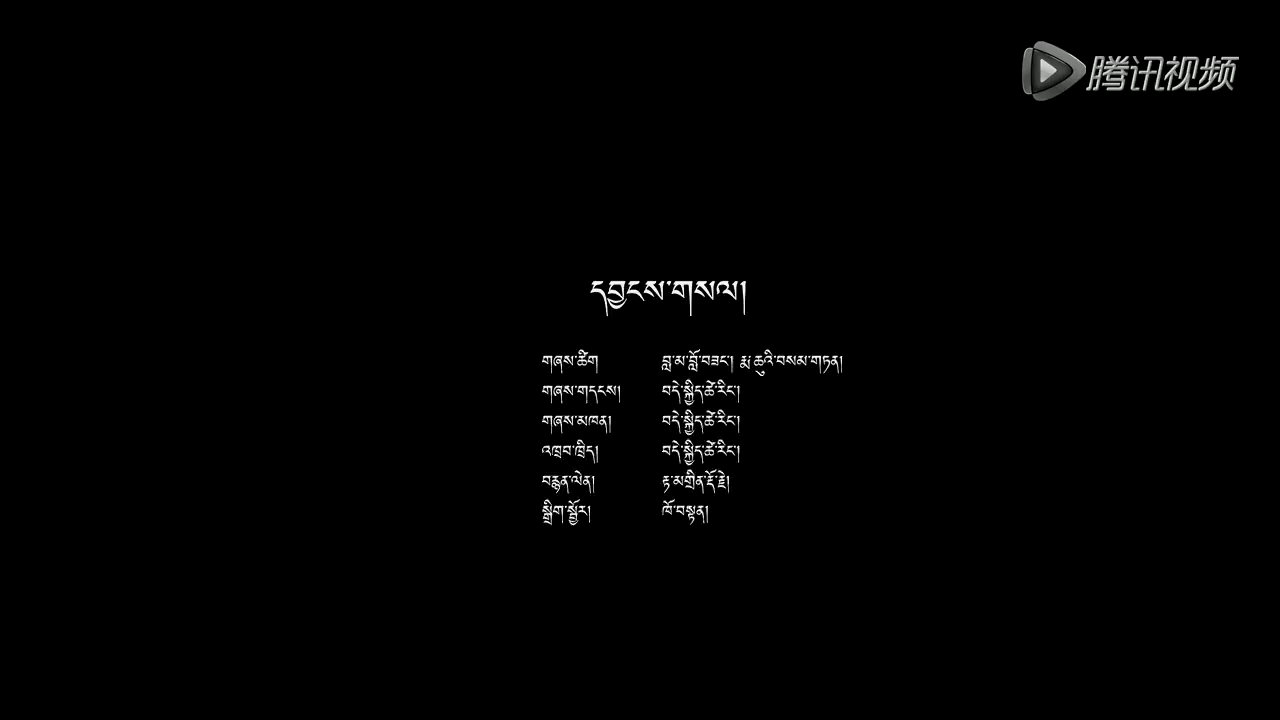 腾讯视频
དབྱངས་གསལ།
གཞས་ཚིག བླ་མ་བློ་བཟང་། རྨ་ཆུའི་བསམ་གཏན།
གཞས་གདངས། བདེ་སྐྱིད་ཚེ་རིང་།
གཞས་མཁན། བདེ་སྐྱིད་ཚེ་རིང་།
འཁྲབ་ཁྲིད། བདེ་སྐྱིད་ཚེ་རིང་།
བརྙན་ལེན། རྟ་མགྲིན་རྡོ་རྗེ།
སྒྲིག་སྦྱོར། ཁོ་བསྟན།